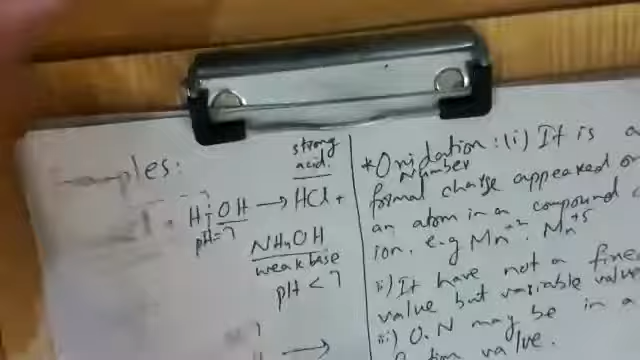 Examples:
strong
acid.
H OH → HCl +
pH=7
NH4OH
weak base
pH < 7
*Oxidation: (i) It is a
Number
formal charge appeared on
an atom in a compound
ion. e.g Mn+2, Mn+5
ii) It have not a fixed
value but variable value
iii) O.N may be in a
value.